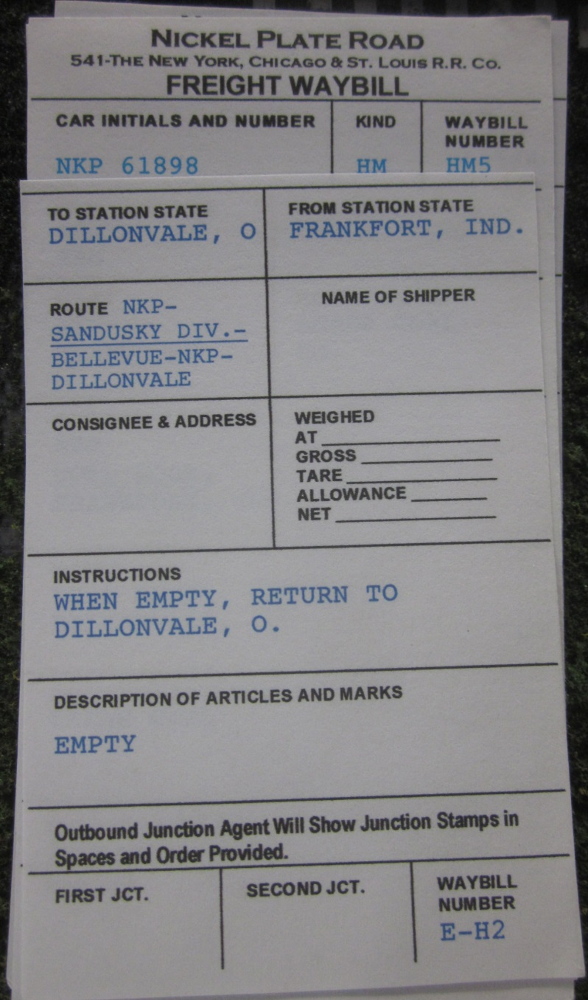 NICKEL PLATE ROAD
541-THE NEW YORK, CHICAGO & ST. LOUIS R.R. CO.
FREIGHT WAYBILL
CAR INITIALS AND NUMBER
NKP 61898
KIND
HM
WAYBILL
NUMBER
HM5
TO STATION STATE
DILLONVALE, O
FROM STATION STATE
FRANKFORT, IND.
ROUTE NKP-
SANDUSKY DIV.-
BELLEVUE-NKP-
DILLONVALE
NAME OF SHIPPER
CONSIGNEE & ADDRESS
WEIGHED
AT
GROSS
TARE
ALLOWANCE
NET
INSTRUCTIONS
WHEN EMPTY, RETURN TO
DILLONVALE, O.
DESCRIPTION OF ARTICLES AND MARKS
EMPTY
Outbound Junction Agent Will Show Junction Stamps in
Spaces and Order Provided.
FIRST JCT.
SECOND JCT.
WAYBILL
NUMBER
E-H2